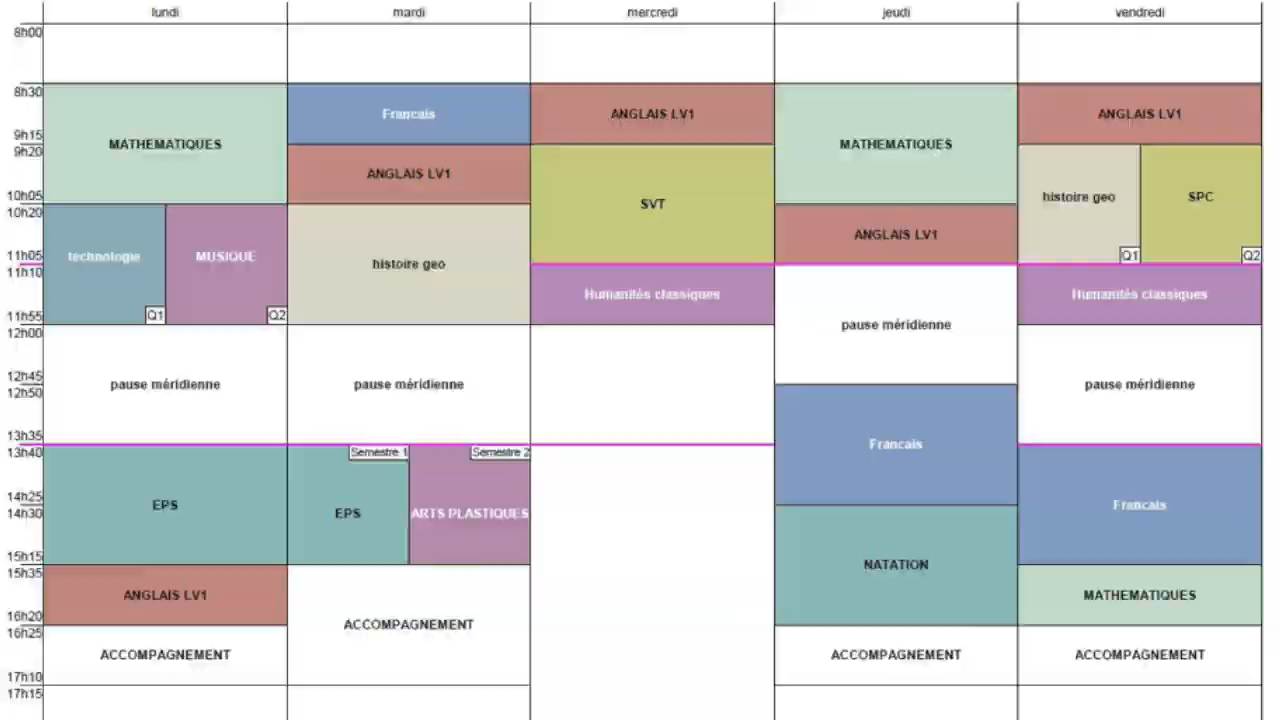 lundi mardi mercredi jeudi vendredi
8h00
8h30
MATHEMATIQUES Francais ANGLAIS LV1 MATHEMATIQUES ANGLAIS LV1
9h15
9h20
ANGLAIS LV1 SVT histoire geo Q1 SPC Q2
10h05
10h20
technologie Q1 MUSIQUE Q2 histoire geo ANGLAIS LV1
11h05
11h10
Humanités classiques pause méridienne Humanités classiques
11h55
12h00
pause méridienne pause méridienne pause méridienne
12h45
12h50
Francais
13h35
13h40
EPS Semestre 1 EPS Semestre 2 ARTS PLASTIQUES Francais
14h25
14h30
NATATION
15h15
15h35
ANGLAIS LV1 ACCOMPAGNEMENT MATHEMATIQUES
16h20
16h25
ACCOMPAGNEMENT ACCOMPAGNEMENT ACCOMPAGNEMENT
17h10
17h15